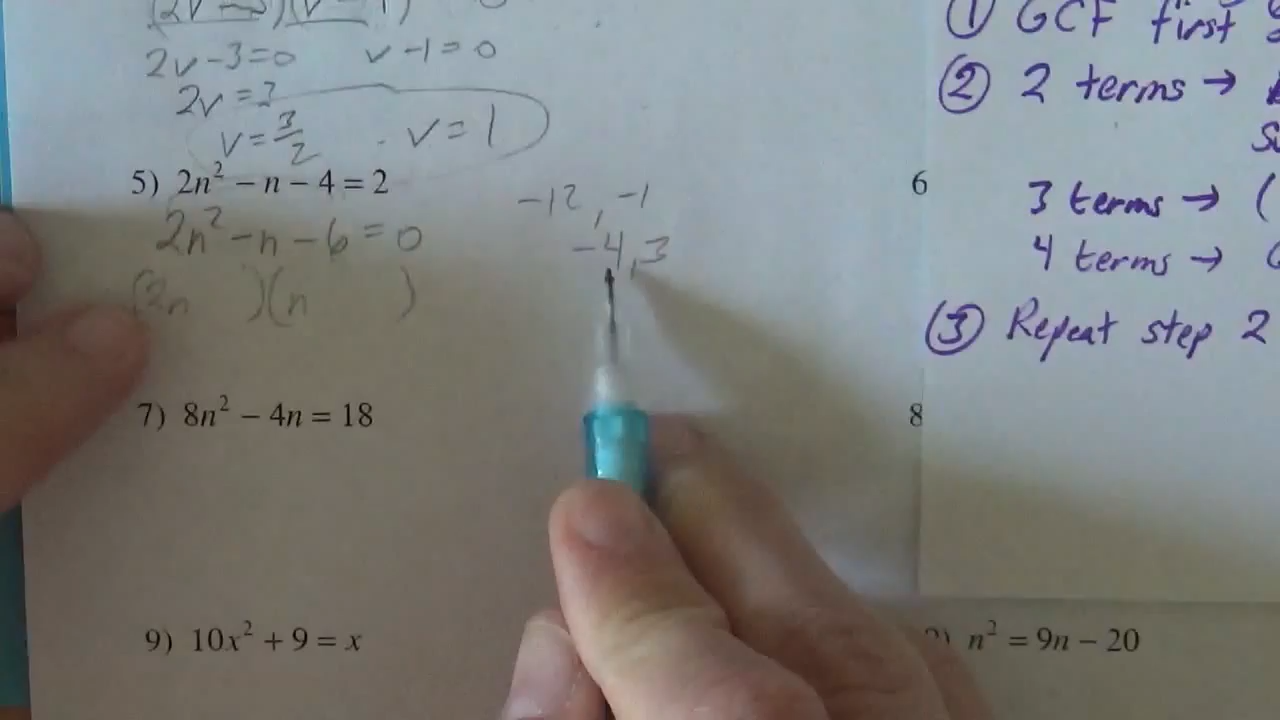 2v-3=0 v-1=0
2v=3
v=3/2 v=1
5) 2n² − n − 4 = 2
2n²-n-6=0
(2n )(n )
-12, -1
-4,3
7) 8n² − 4n = 18
9) 10x² + 9 = x
① GCF first
② 2 terms →
6
3 terms → (
4 terms →
③ Repeat step 2
8
n² = 9n − 20